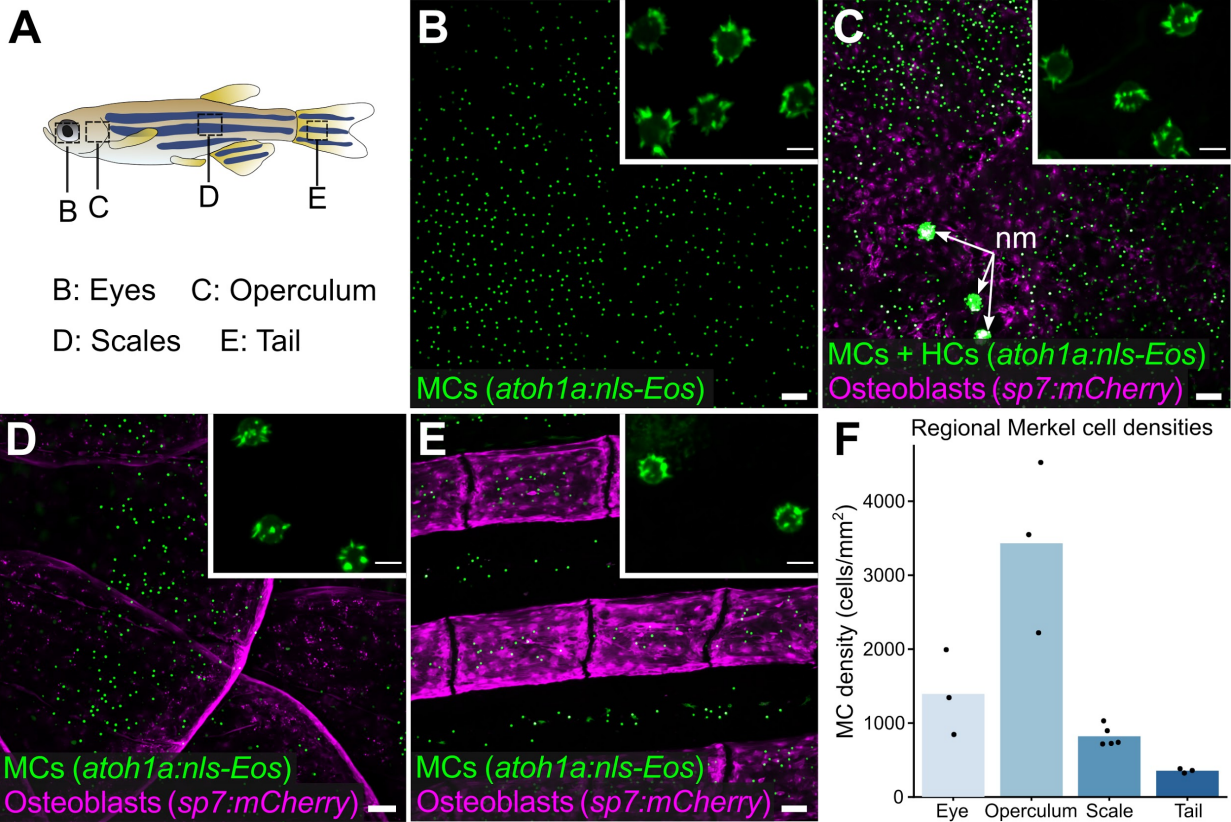 A
B
C
D
E
B: Eyes C: Operculum
D: Scales E: Tail
B
MCs (atoh1a:nls-Eos)
C
nm
MCs + HCs (atoh1a:nls-Eos)
Osteoblasts (sp7:mCherry)
D
MCs (atoh1a:nls-Eos)
Osteoblasts (sp7:mCherry)
E
MCs (atoh1a:nls-Eos)
Osteoblasts (sp7:mCherry)
F
Regional Merkel cell densities
MC density (cells/mm²)
4000
3000
2000
1000
0
Eye Operculum Scale Tail